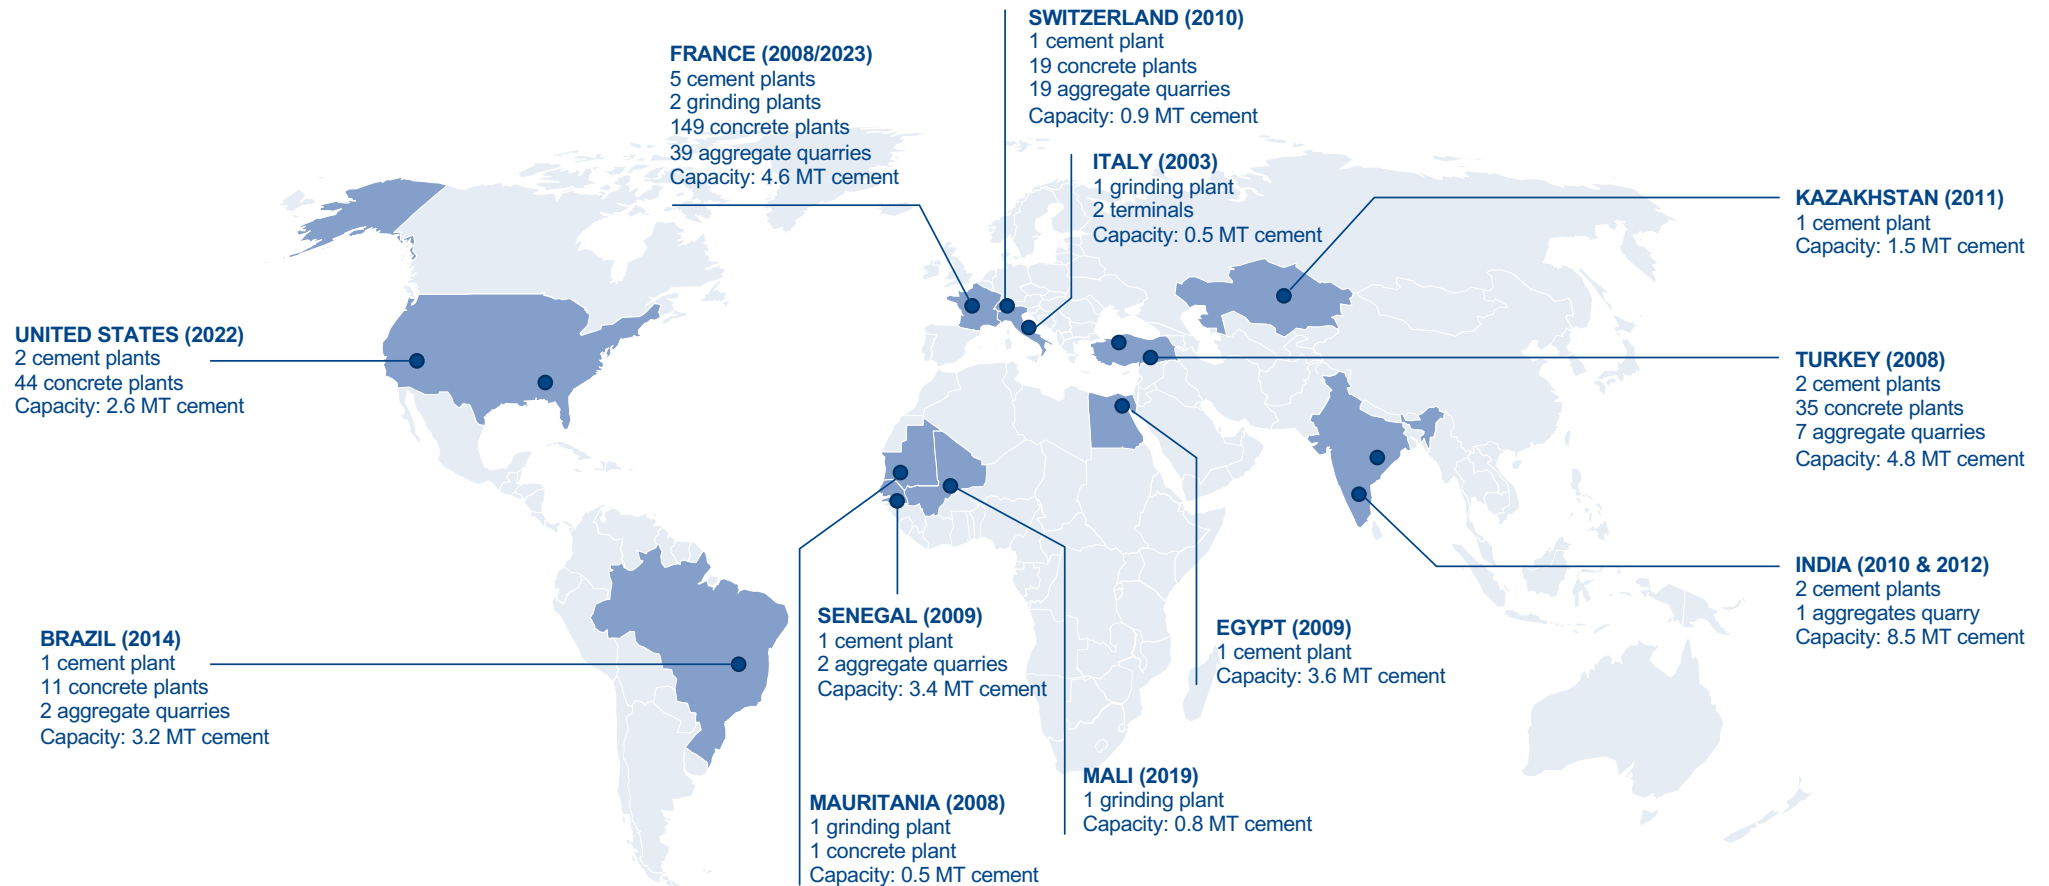 SWITZERLAND (2010)
1 cement plant
19 concrete plants
19 aggregate quarries
Capacity: 0.9 MT cement
FRANCE (2008/2023)
5 cement plants
2 grinding plants
149 concrete plants
39 aggregate quarries
Capacity: 4.6 MT cement
ITALY (2003)
1 grinding plant
2 terminals
Capacity: 0.5 MT cement
KAZAKHSTAN (2011)
1 cement plant
Capacity: 1.5 MT cement
UNITED STATES (2022)
2 cement plants
44 concrete plants
Capacity: 2.6 MT cement
TURKEY (2008)
2 cement plants
35 concrete plants
7 aggregate quarries
Capacity: 4.8 MT cement
INDIA (2010 & 2012)
2 cement plants
1 aggregates quarry
Capacity: 8.5 MT cement
SENEGAL (2009)
1 cement plant
2 aggregate quarries
Capacity: 3.4 MT cement
EGYPT (2009)
1 cement plant
Capacity: 3.6 MT cement
BRAZIL (2014)
1 cement plant
11 concrete plants
2 aggregate quarries
Capacity: 3.2 MT cement
MALI (2019)
1 grinding plant
Capacity: 0.8 MT cement
MAURITANIA (2008)
1 grinding plant
1 concrete plant
Capacity: 0.5 MT cement